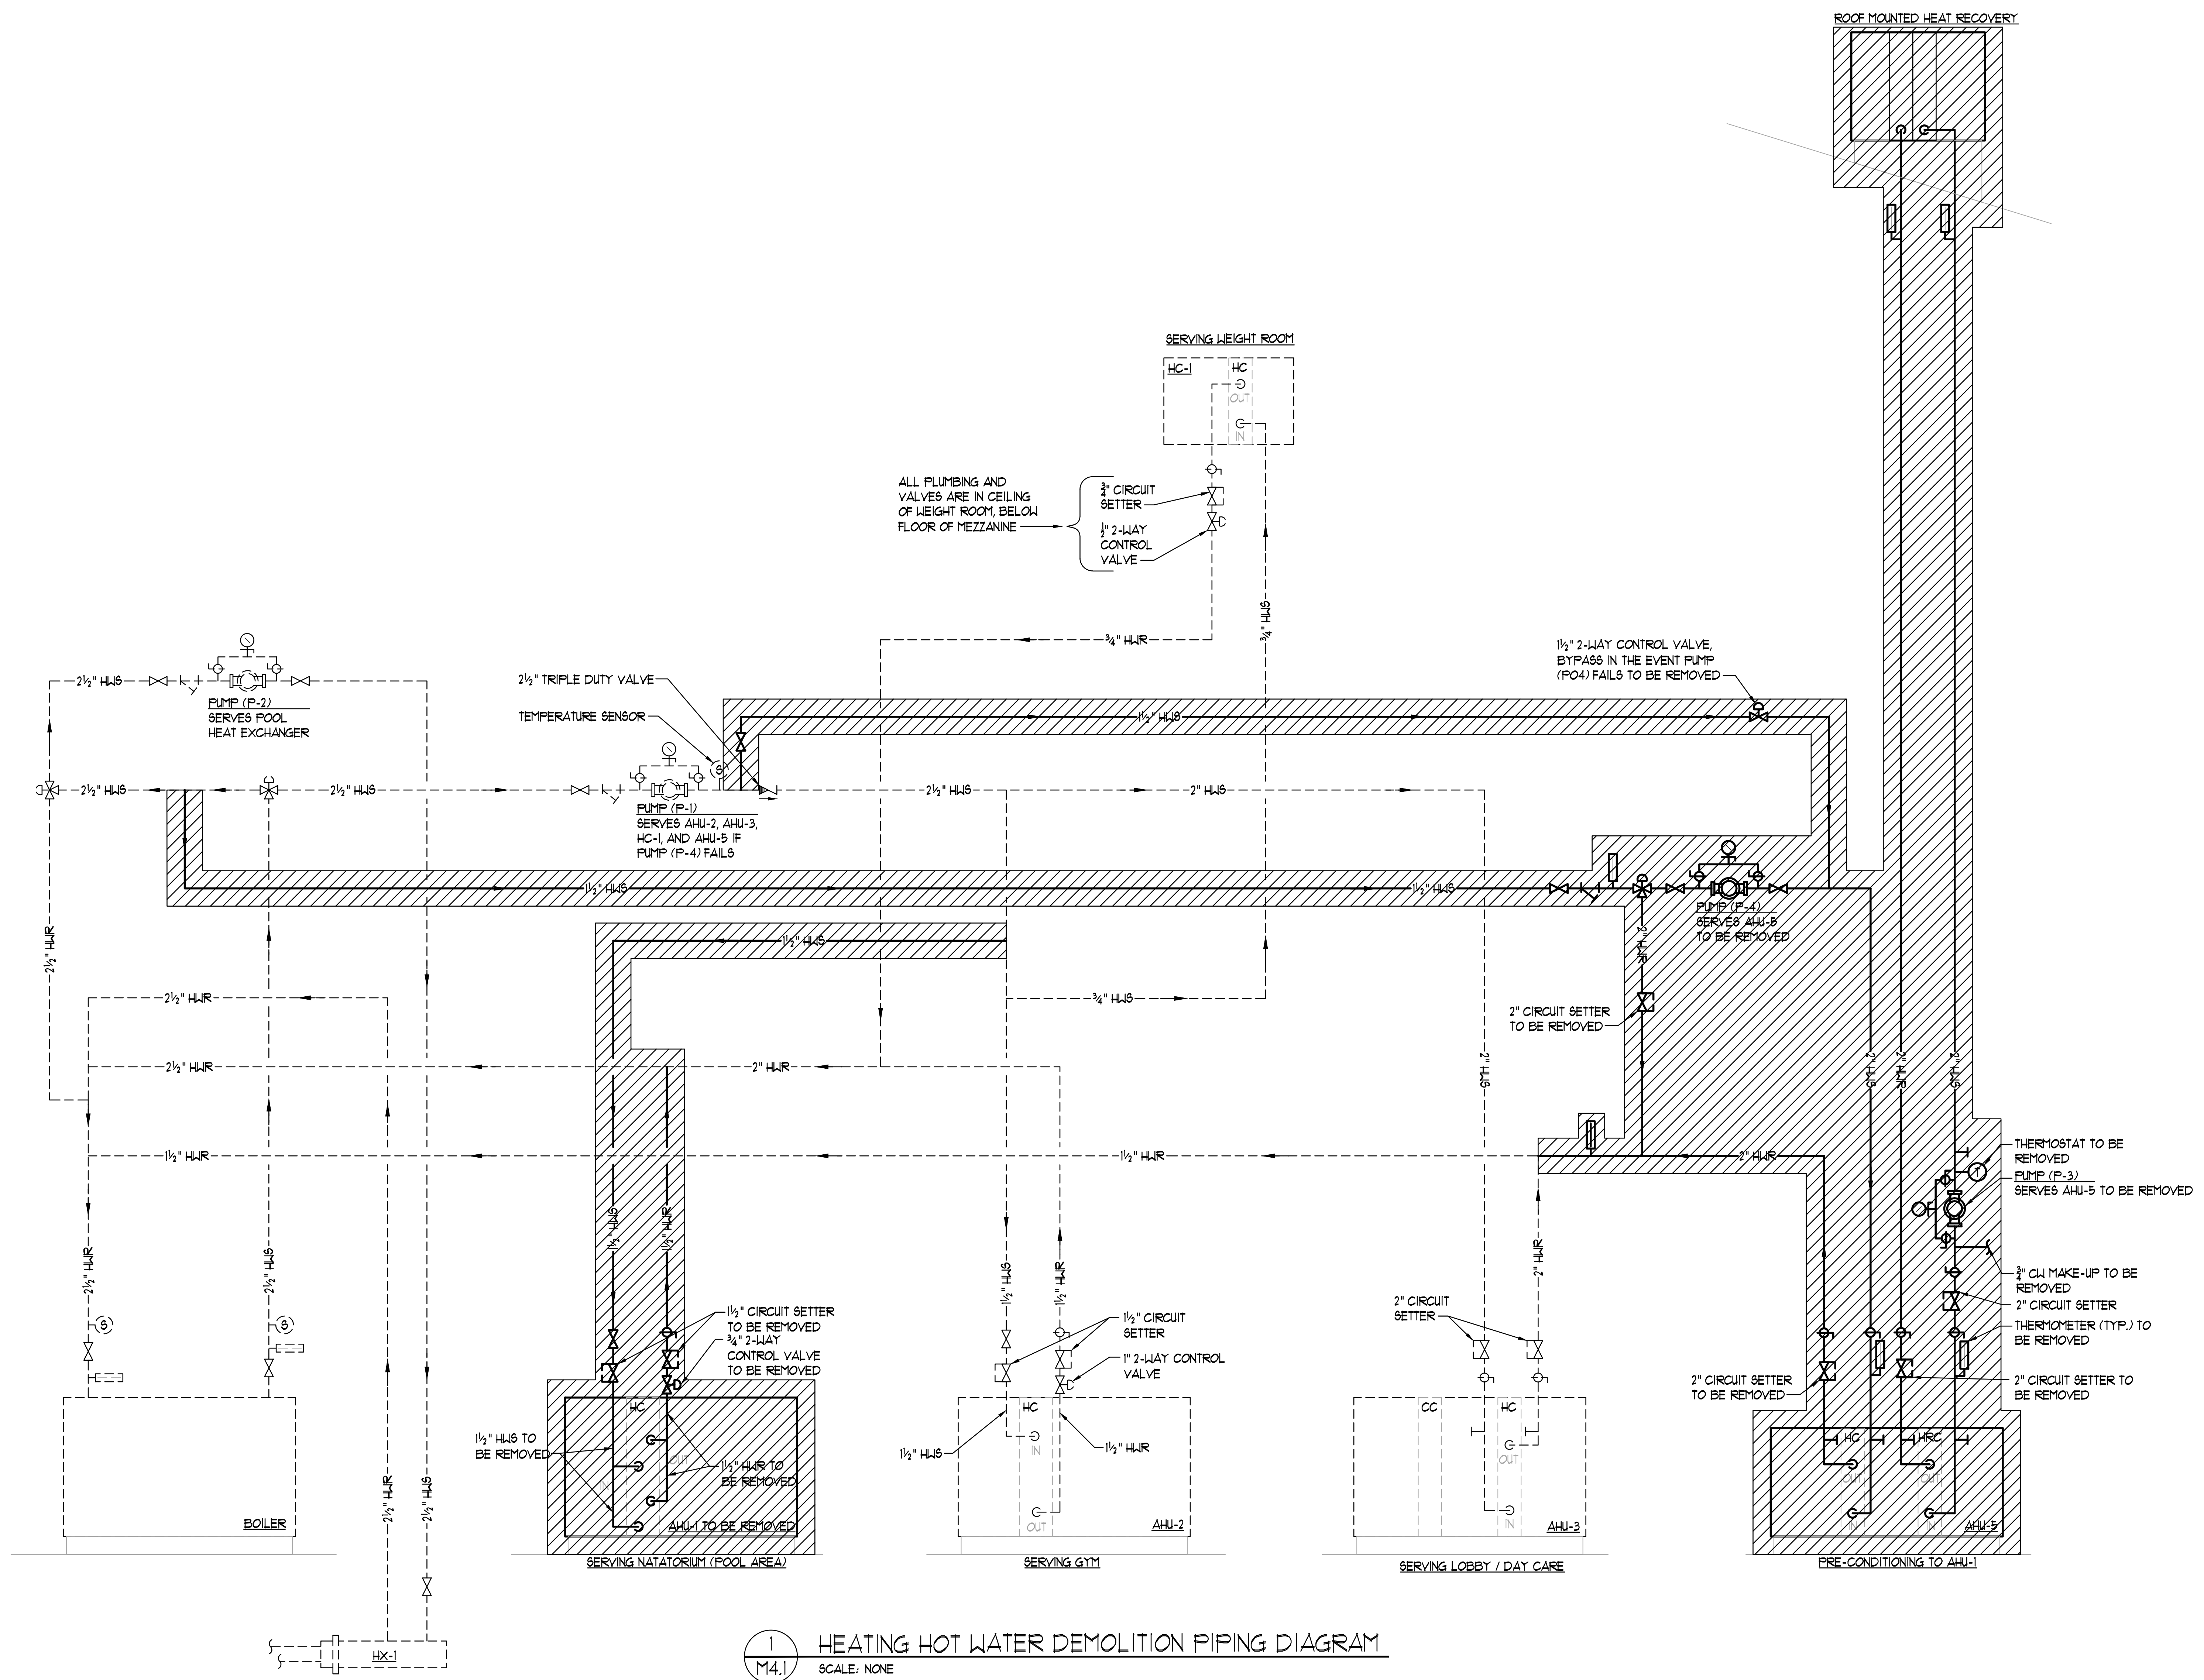 ROOF MOUNTED HEAT RECOVERY
SERVING WEIGHT ROOM
HC-1
HC
OUT
IN
ALL PLUMBING AND
VALVES ARE IN CEILING
OF WEIGHT ROOM, BELOW
FLOOR OF MEZZANINE
¾" CIRCUIT
SETTER
½" 2-WAY
CONTROL
VALVE
¾" HWR
¾" HWS
2½" HWS
PUMP (P-2)
SERVES POOL
HEAT EXCHANGER
2½" TRIPLE DUTY VALVE
TEMPERATURE SENSOR
S
1½" HWS
1½" 2-WAY CONTROL VALVE,
BYPASS IN THE EVENT PUMP
(PO4) FAILS TO BE REMOVED
2½" HWS
2½" HWS
PUMP (P-1)
SERVES AHU-2, AHU-3,
HC-1, AND AHU-5 IF
PUMP (P-4) FAILS
2½" HWS
2" HWS
1½" HWS
1½" HWS
PUMP (P-4)
SERVES AHU-5
TO BE REMOVED
2" HWR
2½" HWR
1½" HWS
2½" HWR
¾" HWS
2" CIRCUIT SETTER
TO BE REMOVED
2½" HWR
2" HWR
2" HWS
2" HWS
2" HWR
2" HWS
1½" HWR
1½" HWR
2" HWR
THERMOSTAT TO BE
REMOVED
T
PUMP (P-3)
SERVES AHU-5 TO BE REMOVED
2½" HWR
2½" HWS
1½" HWS
1½" HWR
1½" HWS
1½" HWR
2" HWR
¾" CW MAKE-UP TO BE
REMOVED
2" CIRCUIT SETTER
THERMOMETER (TYP.) TO
BE REMOVED
S
S
1½" CIRCUIT SETTER
TO BE REMOVED
¾" 2-WAY
CONTROL VALVE
TO BE REMOVED
1½" CIRCUIT
SETTER
1" 2-WAY CONTROL
VALVE
2" CIRCUIT
SETTER
2" CIRCUIT SETTER
TO BE REMOVED
2" CIRCUIT SETTER TO
BE REMOVED
BOILER
1½" HWS TO
BE REMOVED
HC
OUT
IN
1½" HWR TO
BE REMOVED
AHU-1 TO BE REMOVED
SERVING NATATORIUM (POOL AREA)
1½" HWS
HC
IN
OUT
1½" HWR
AHU-2
SERVING GYM
CC
HC
OUT
IN
AHU-3
SERVING LOBBY / DAY CARE
HC
OUT
IN
HRC
OUT
IN
AHU-5
PRE-CONDITIONING TO AHU-1
2½" HWR
2½" HWS
HX-1
1
M4.1
HEATING HOT WATER DEMOLITION PIPING DIAGRAM
SCALE: NONE